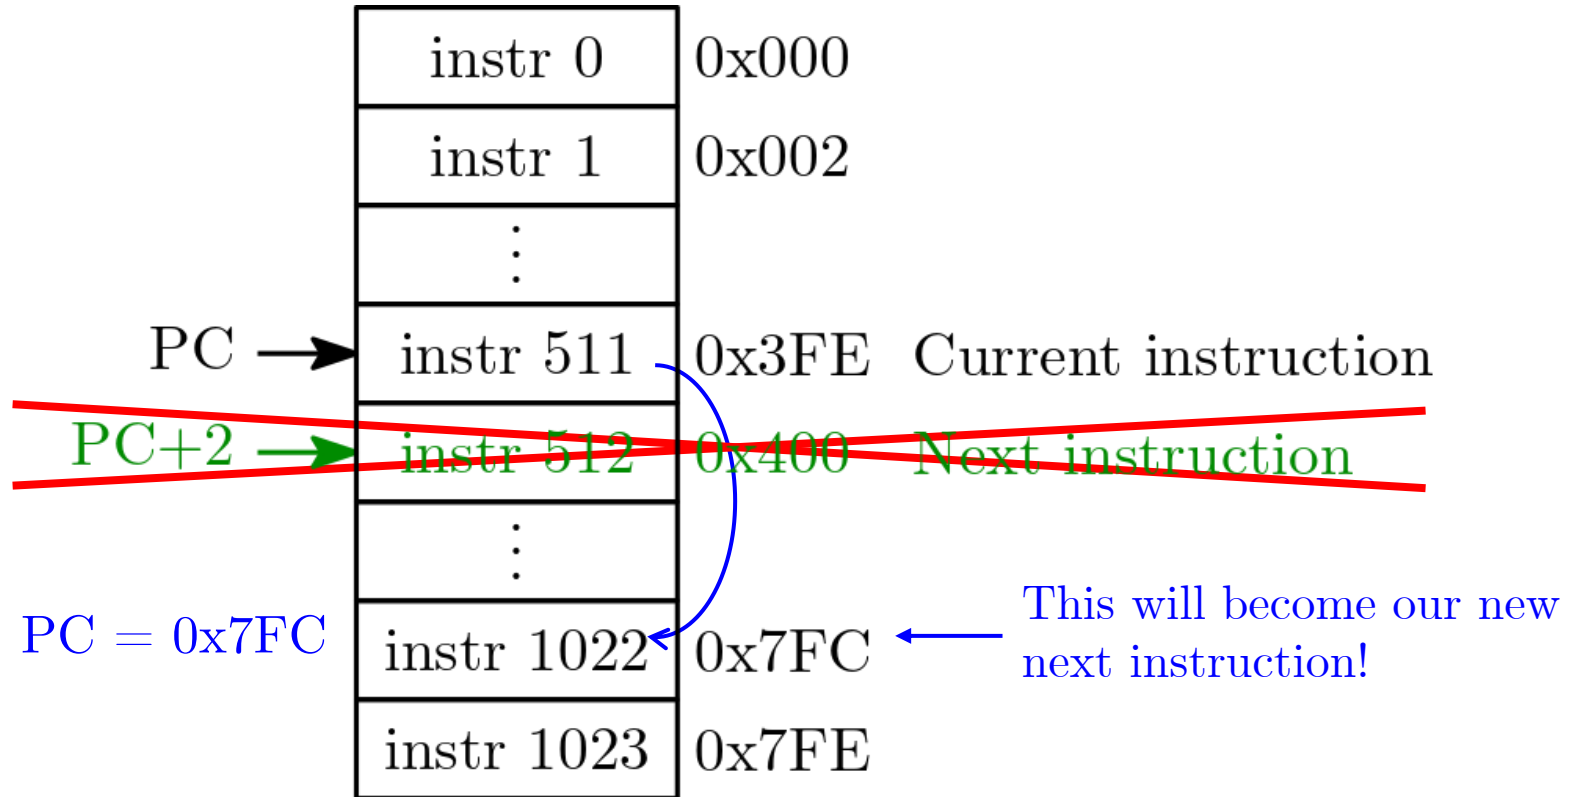 instr 0 0x000
instr 1 0x002
⋮
PC instr 511 0x3FE Current instruction
PC+2 instr 512 0x400 Next instruction
⋮
This will become our new
PC = 0x7FC instr 1022 0x7FC
next instruction!
instr 1023 0x7FE